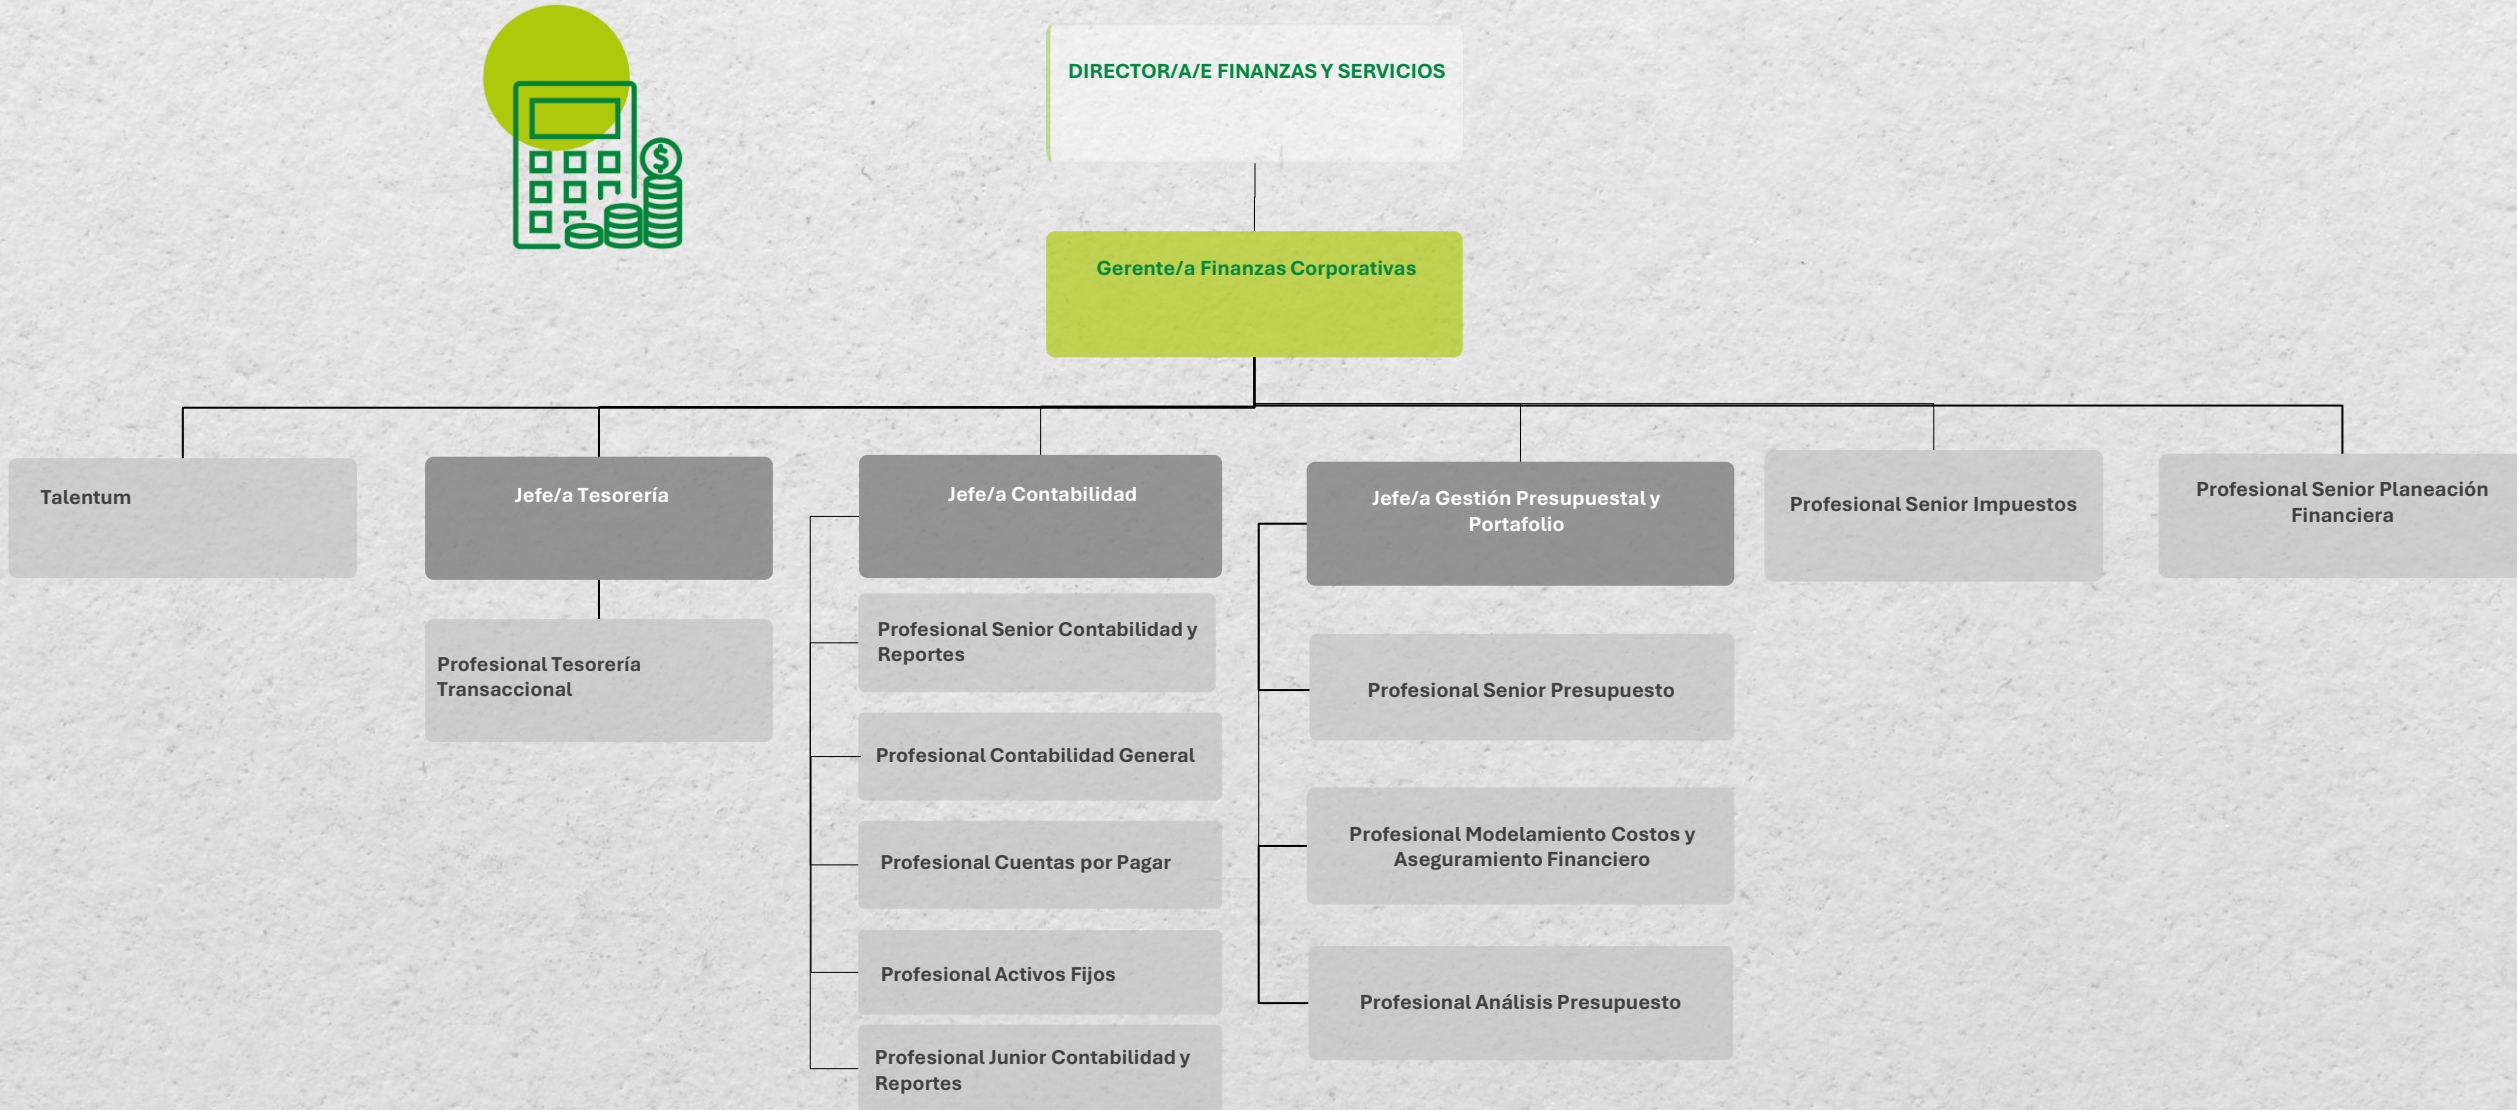 $
DIRECTOR/A/E FINANZAS Y SERVICIOS
Gerente/a Finanzas Corporativas
Talentum
Jefe/a Tesorería
Profesional Tesorería
Transaccional
Jefe/a Contabilidad
Profesional Senior Contabilidad y
Reportes
Profesional Contabilidad General
Profesional Cuentas por Pagar
Profesional Activos Fijos
Profesional Junior Contabilidad y
Reportes
Jefe/a Gestión Presupuestal y
Portafolio
Profesional Senior Presupuesto
Profesional Modelamiento Costos y
Aseguramiento Financiero
Profesional Análisis Presupuesto
Profesional Senior Impuestos
Profesional Senior Planeación
Financiera